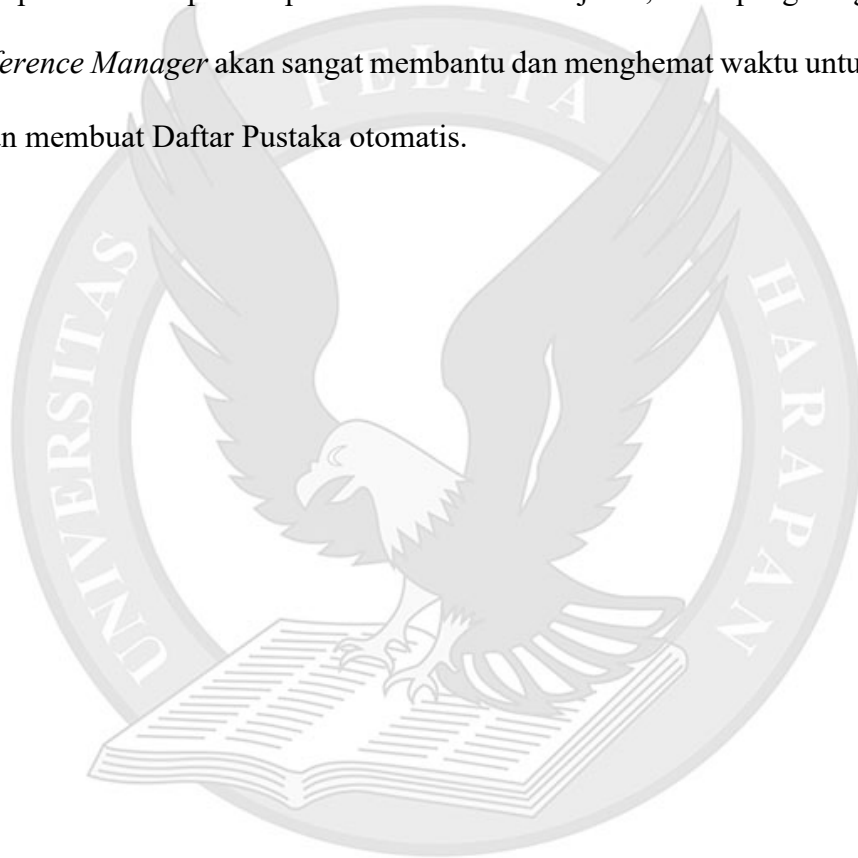 ference Manager akan sangat membantu dan menghemat waktu untu
n membuat Daftar Pustaka otomatis.
PELITA
UNIVERSITAS
HARAPAN